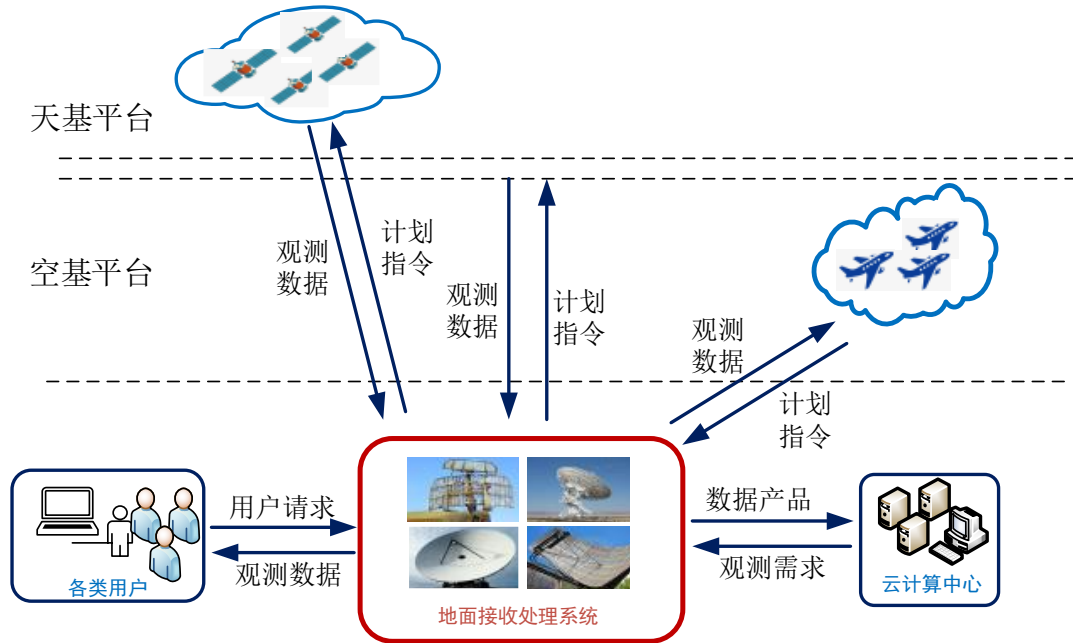 天基平台
观测
数据
计划
指令
空基平台
观测
数据
计划
指令
观测
数据
计划
指令
用户请求
观测数据
各类用户
地面接收处理系统
数据产品
观测需求
云计算中心